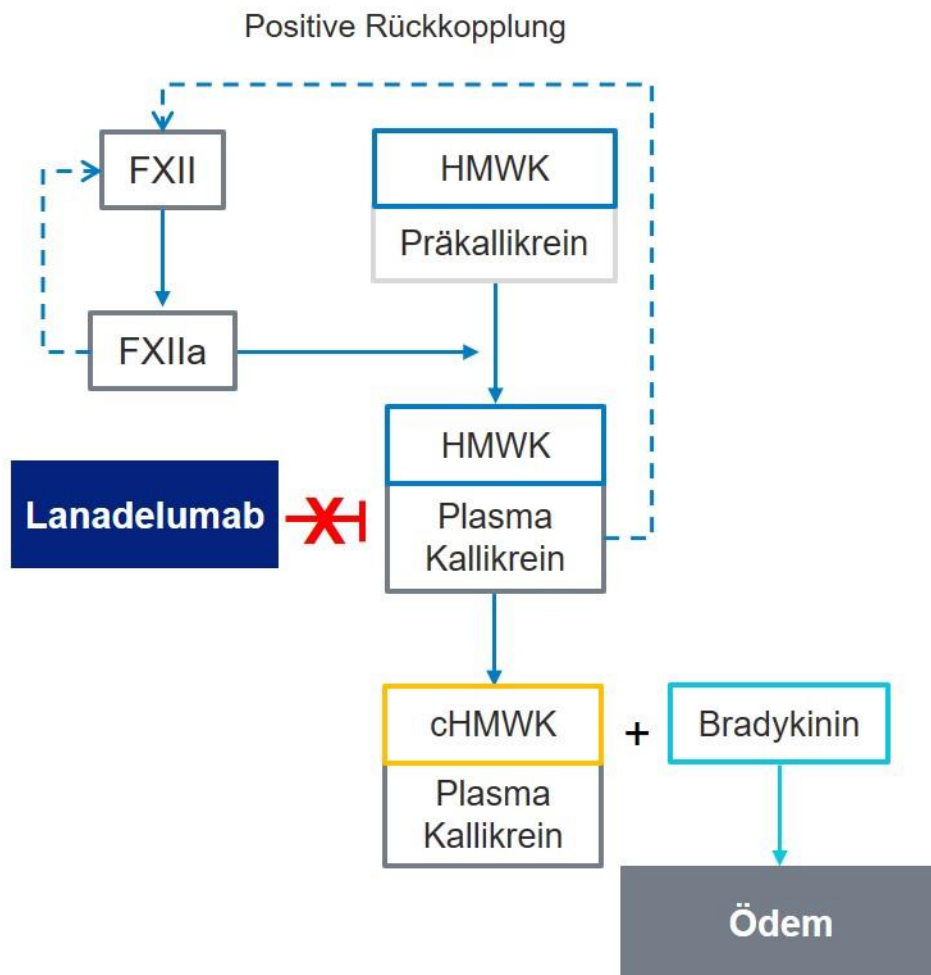 Positive Rückkopplung
FXII
HMWK
Präkallikrein
FXIIa
HMWK
Lanadelumab
X
Plasma
Kallikrein
cHMWK
+
Bradykinin
Plasma
Kallikrein
Ödem